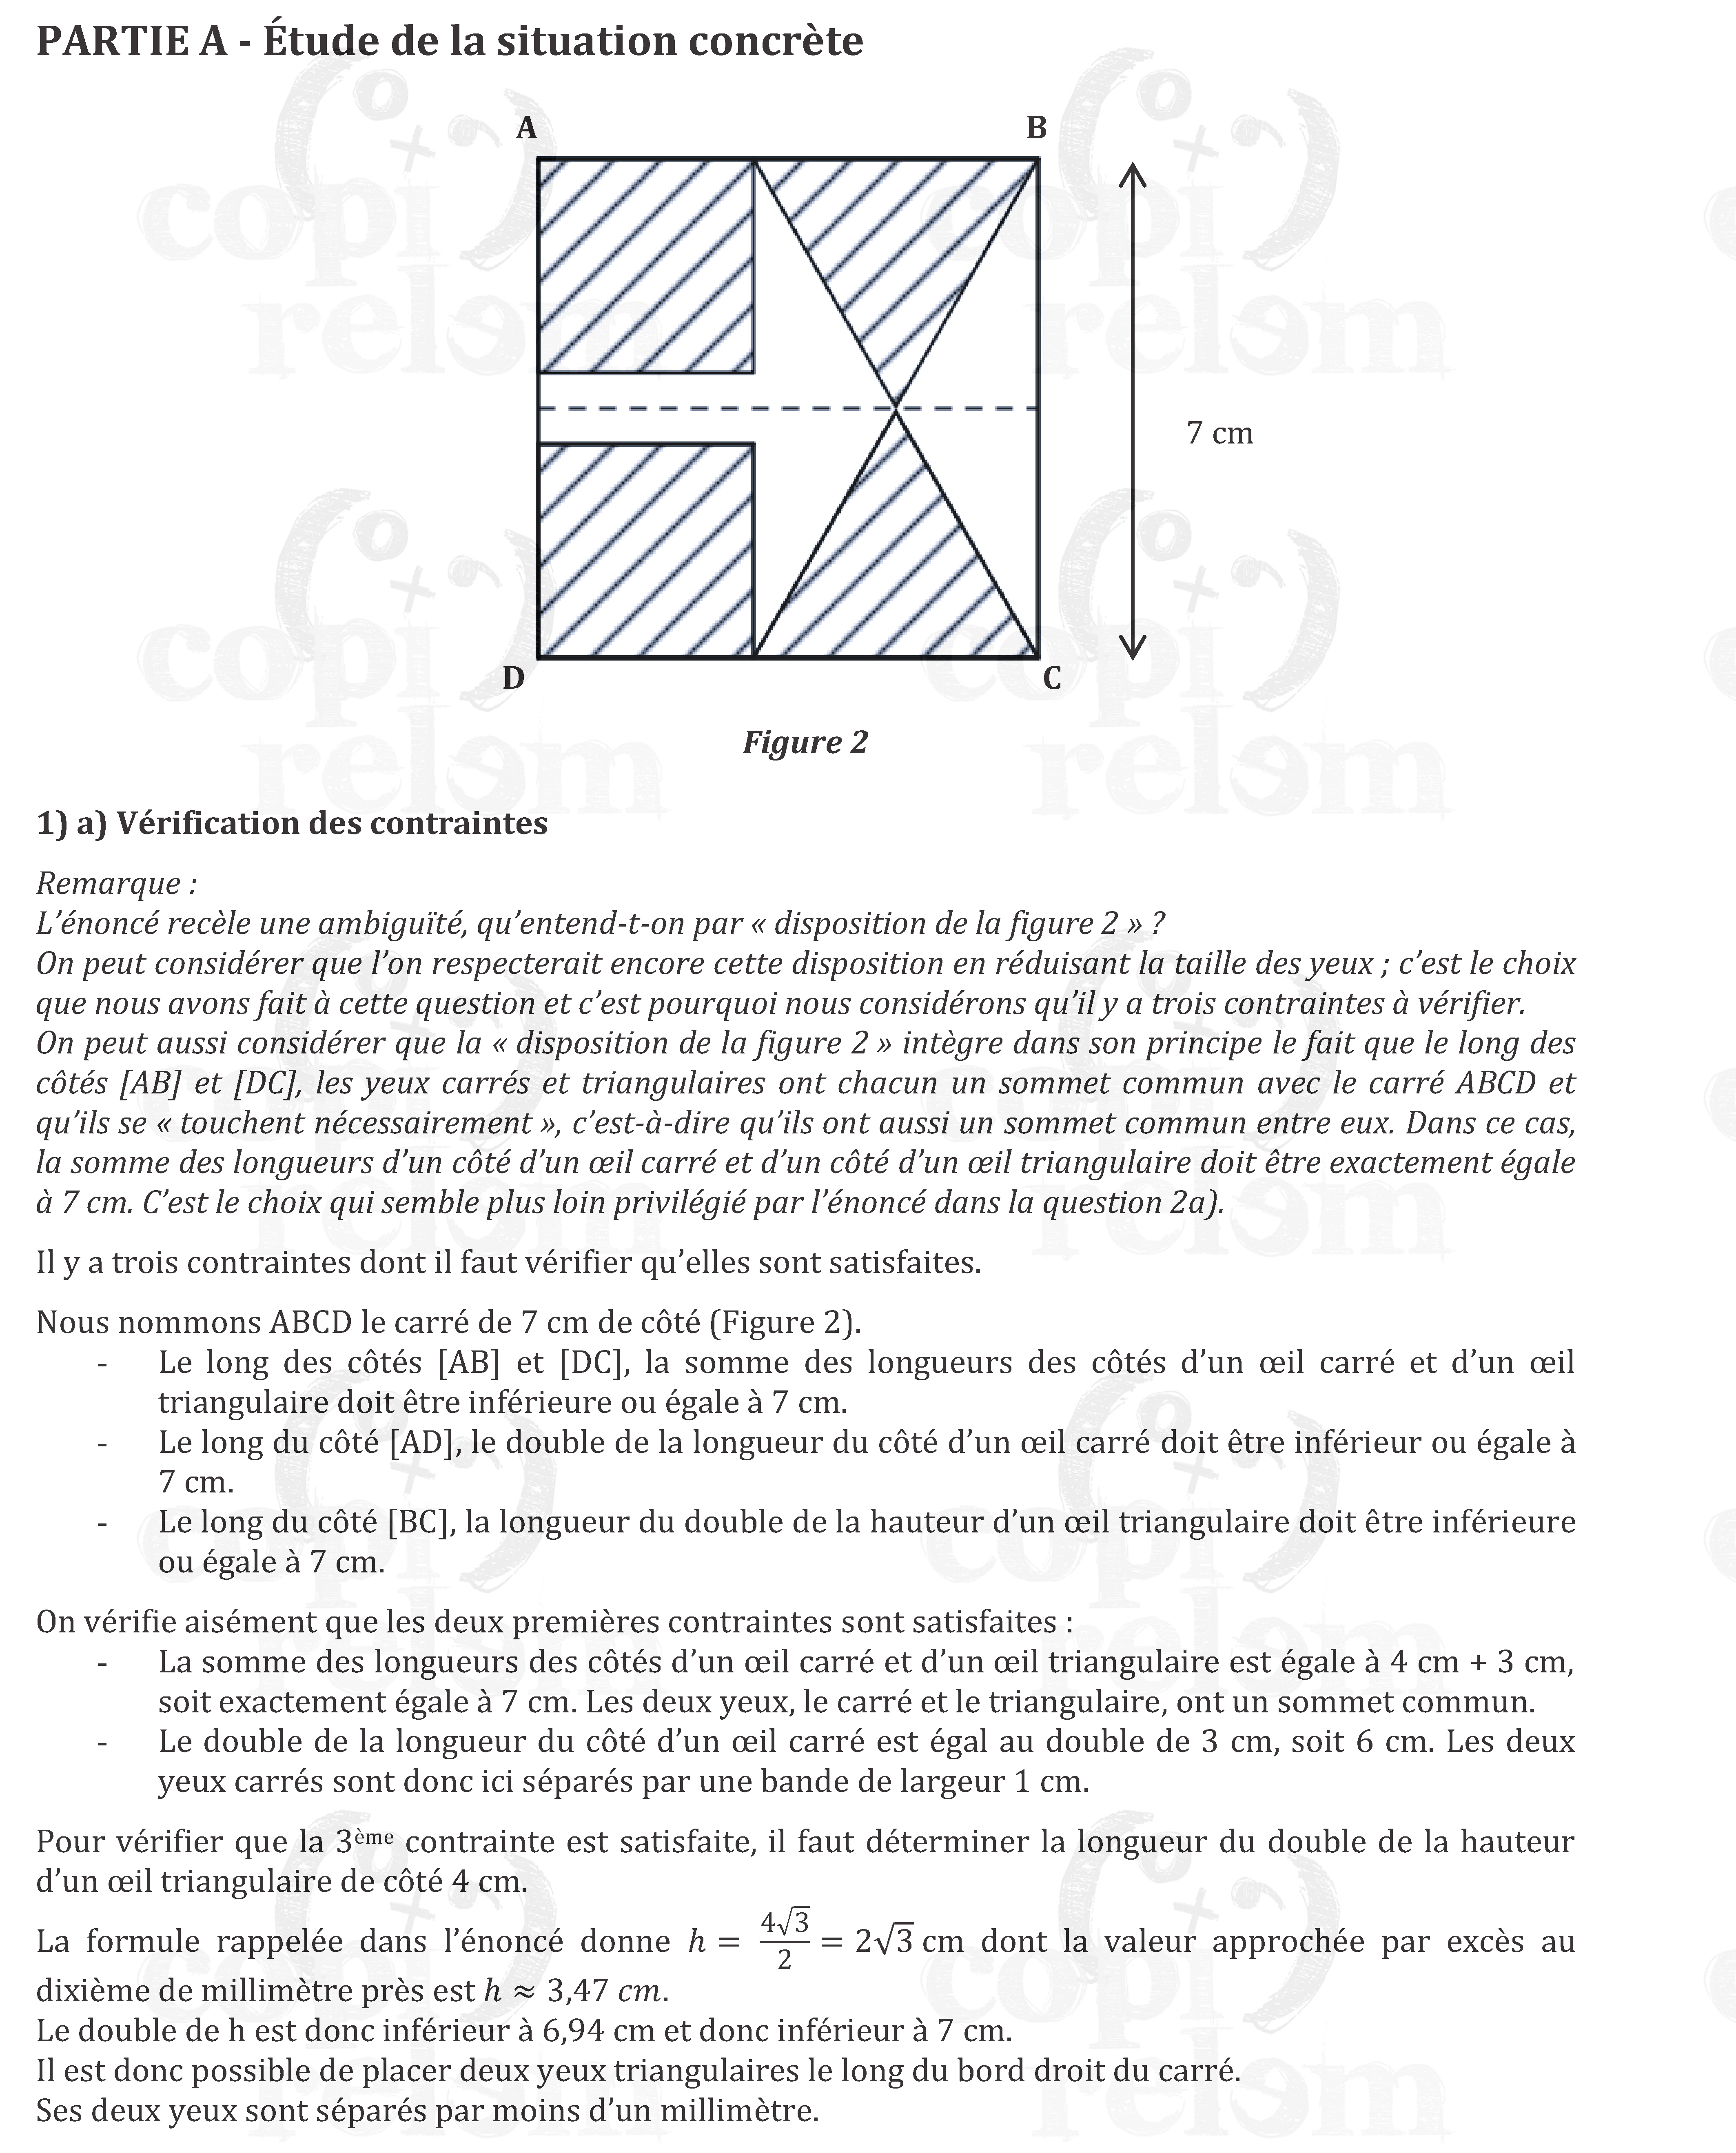 PARTIE A - Étude de la situation concrète
A
B
7 cm
D
C
Figure 2
1) a) Vérification des contraintes
Remarque :
L’énoncé recèle une ambiguïté, qu’entend-t-on par « disposition de la figure 2 » ?
On peut considérer que l’on respecterait encore cette disposition en réduisant la taille des yeux ; c’est le choix
que nous avons fait à cette question et c’est pourquoi nous considérons qu’il y a trois contraintes à vérifier.
On peut aussi considérer que la « disposition de la figure 2 » intègre dans son principe le fait que le long des
côtés [AB] et [DC], les yeux carrés et triangulaires ont chacun un sommet commun avec le carré ABCD et
qu’ils se « touchent nécessairement », c’est-à-dire qu’ils ont aussi un sommet commun entre eux. Dans ce cas,
la somme des longueurs d’un côté d’un œil carré et d’un côté d’un œil triangulaire doit être exactement égale
à 7 cm. C’est le choix qui semble plus loin privilégié par l’énoncé dans la question 2a).
Il y a trois contraintes dont il faut vérifier qu’elles sont satisfaites.
Nous nommons ABCD le carré de 7 cm de côté (Figure 2).
- Le long des côtés [AB] et [DC], la somme des longueurs des côtés d’un œil carré et d’un œil
triangulaire doit être inférieure ou égale à 7 cm.
- Le long du côté [AD], le double de la longueur du côté d’un œil carré doit être inférieur ou égale à
7 cm.
- Le long du côté [BC], la longueur du double de la hauteur d’un œil triangulaire doit être inférieure
ou égale à 7 cm.
On vérifie aisément que les deux premières contraintes sont satisfaites :
- La somme des longueurs des côtés d’un œil carré et d’un œil triangulaire est égale à 4 cm + 3 cm,
soit exactement égale à 7 cm. Les deux yeux, le carré et le triangulaire, ont un sommet commun.
- Le double de la longueur du côté d’un œil carré est égal au double de 3 cm, soit 6 cm. Les deux
yeux carrés sont donc ici séparés par une bande de largeur 1 cm.
Pour vérifier que la 3ème contrainte est satisfaite, il faut déterminer la longueur du double de la hauteur
d’un œil triangulaire de côté 4 cm.
La formule rappelée dans l’énoncé donne h = 4√3/2 = 2√3 cm dont la valeur approchée par excès au
dixième de millimètre près est h ≈ 3,47 cm.
Le double de h est donc inférieur à 6,94 cm et donc inférieur à 7 cm.
Il est donc possible de placer deux yeux triangulaires le long du bord droit du carré.
Ses deux yeux sont séparés par moins d’un millimètre.